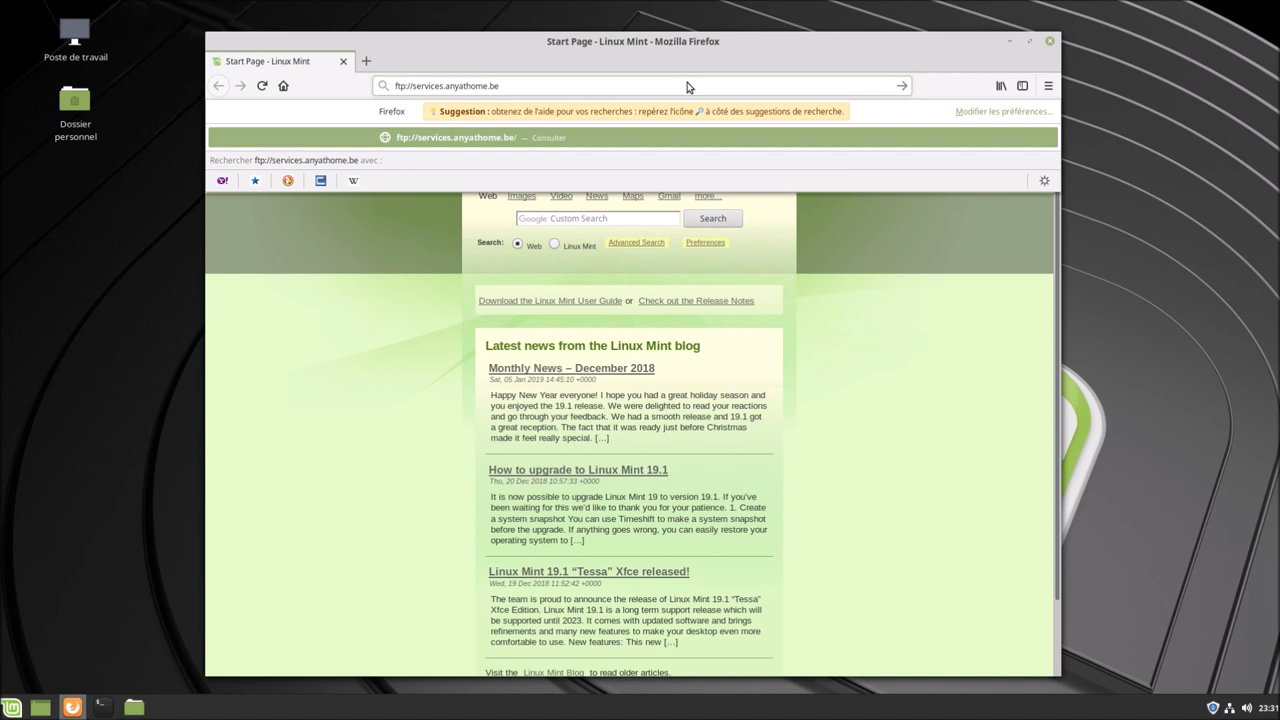 Poste de travail
Dossier
personnel
Start Page - Linux Mint - Mozilla Firefox
Start Page - Linux Mint
ftp://services.anyathome.be
Firefox
Suggestion : obtenez de l'aide pour vos recherches : repérez l'icône à côté des suggestions de recherche.
Modifier les préférences…
ftp://services.anyathome.be/ — Consulter
Rechercher ftp://services.anyathome.be avec :
Y! W
Web Images Video News Maps Gmail more...
Google Custom Search Search
Search: Web Linux Mint Advanced Search Preferences
Download the Linux Mint User Guide or Check out the Release Notes
Latest news from the Linux Mint blog
Monthly News – December 2018
Sat, 05 Jan 2019 14:45:10 +0000
Happy New Year everyone! I hope you had a great holiday season and
you enjoyed the 19.1 release. We were delighted to read your reactions
and go through your feedback. We had a smooth release and 19.1 got
a great reception. The fact that it was ready just before Christmas
made it feel really special. […]
How to upgrade to Linux Mint 19.1
Thu, 20 Dec 2018 10:57:33 +0000
It is now possible to upgrade Linux Mint 19 to version 19.1. If you've
been waiting for this we'd like to thank you for your patience. 1. Create
a system snapshot You can use Timeshift to make a system snapshot
before the upgrade. If anything goes wrong, you can easily restore your
operating system to […]
Linux Mint 19.1 “Tessa” Xfce released!
Wed, 19 Dec 2018 11:52:42 +0000
The team is proud to announce the release of Linux Mint 19.1 “Tessa”
Xfce Edition. Linux Mint 19.1 is a long term support release which will
be supported until 2023. It comes with updated software and brings
refinements and many new features to make your desktop even more
comfortable to use. New features: This new […]
Visit the Linux Mint Blog to read older articles.
23:31